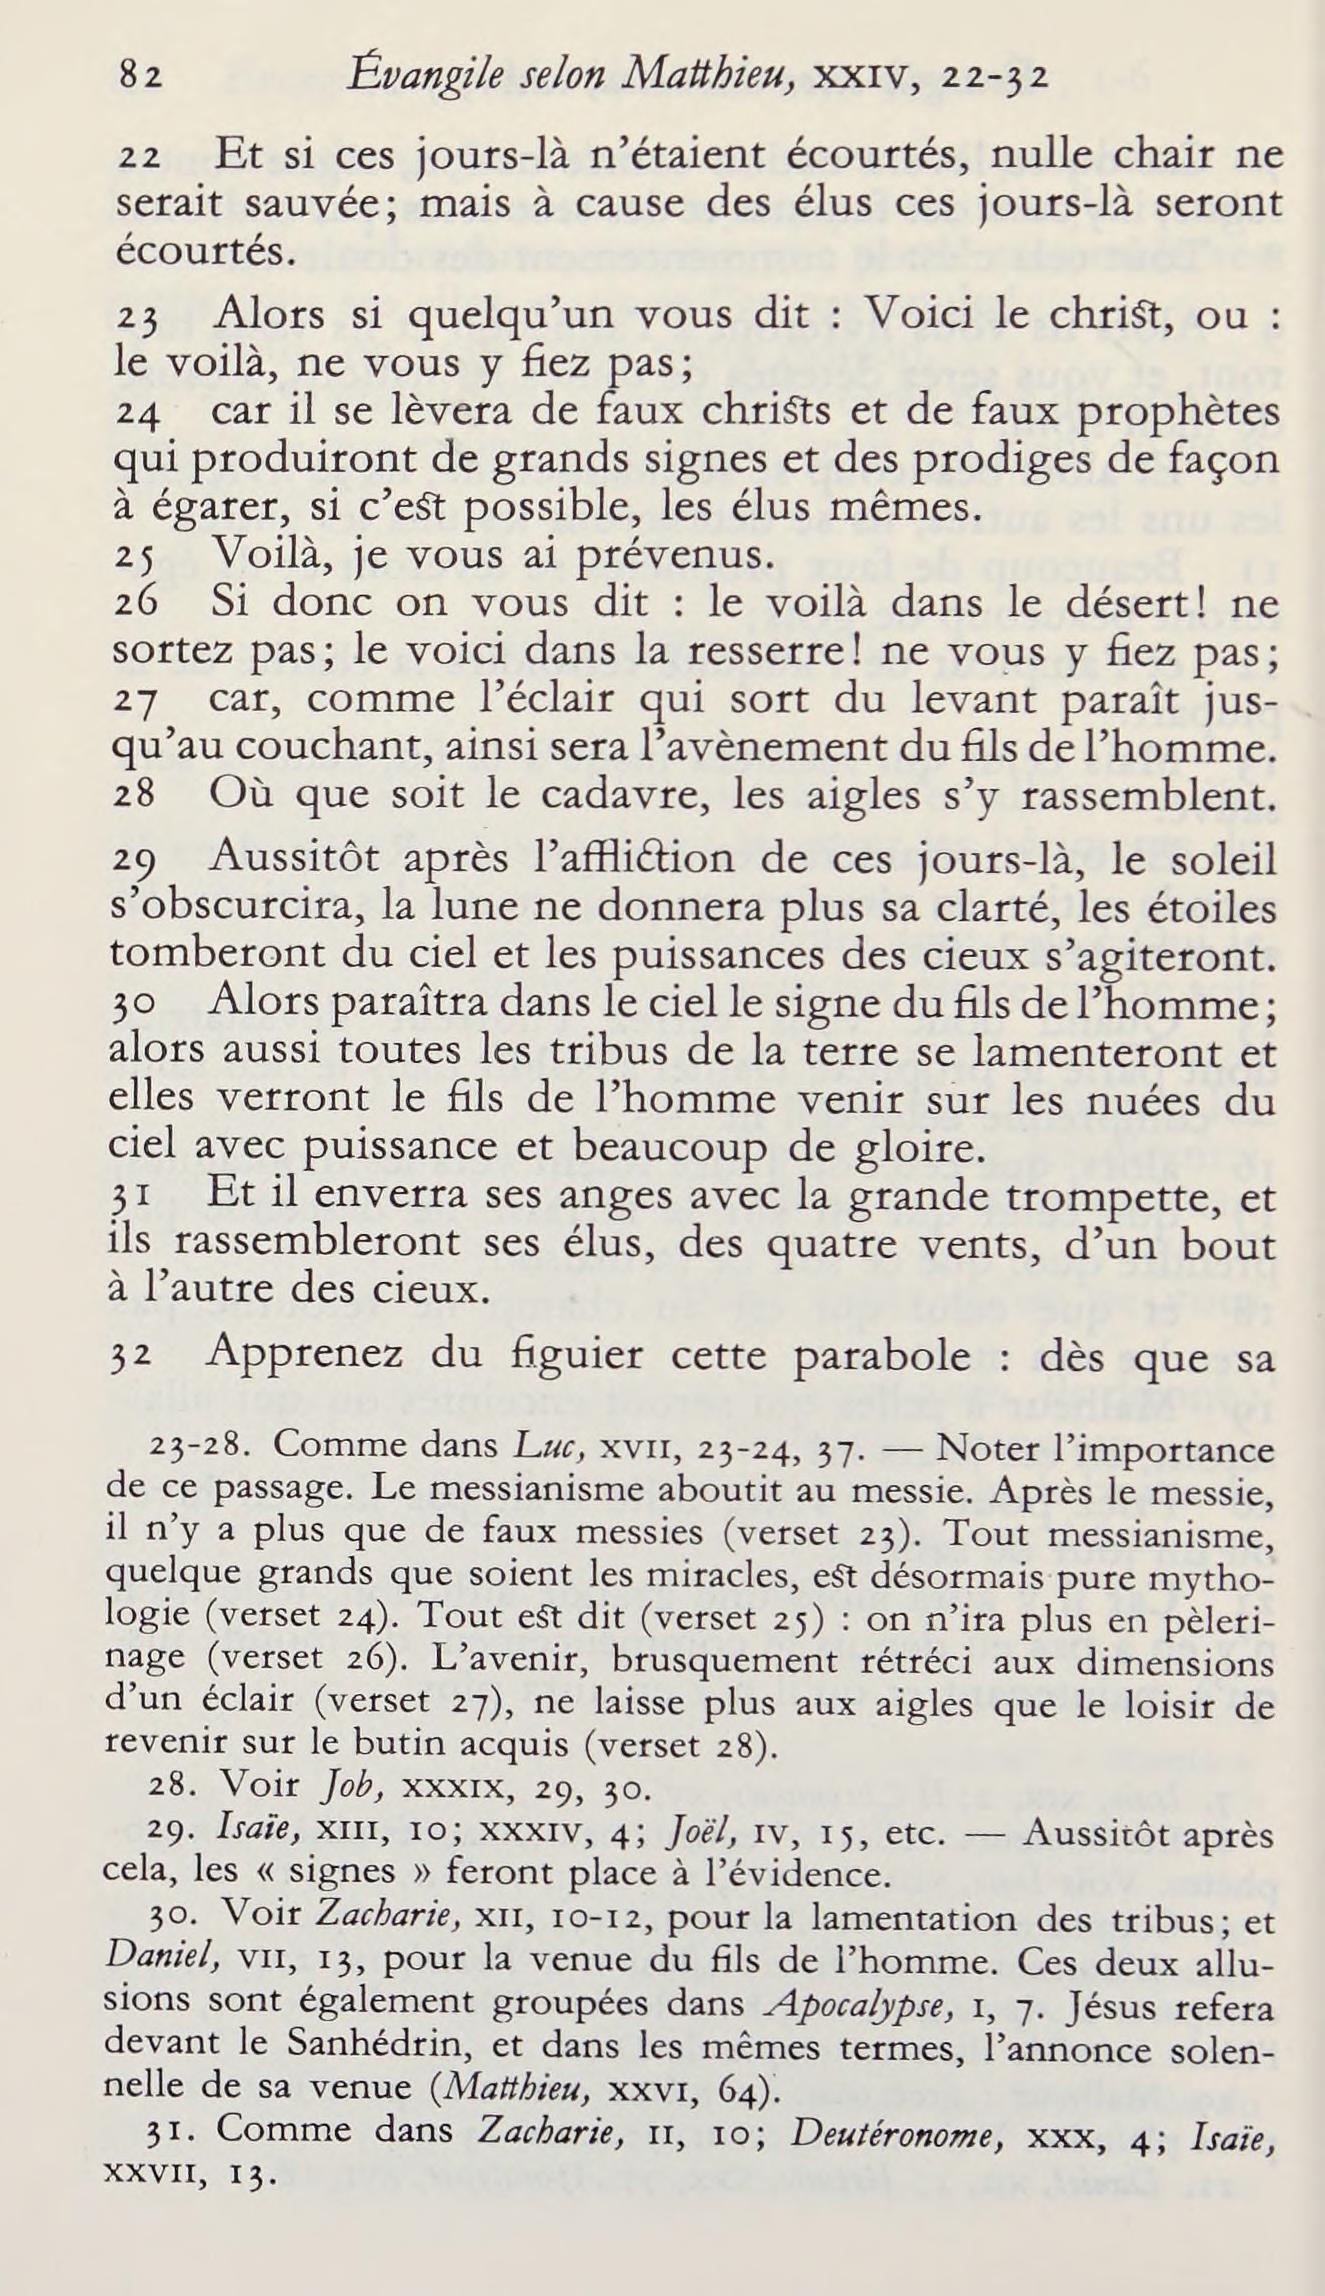 82 Évangile selon Matthieu, XXIV, 22-32
22 Et si ces jours-là n’étaient écourtés, nulle chair ne
serait sauvée; mais à cause des élus ces jours-là seront
écourtés.
23 Alors si quelqu’un vous dit : Voici le christ, ou :
le voilà, ne vous y fiez pas;
24 car il se lèvera de faux christs et de faux prophètes
qui produiront de grands signes et des prodiges de façon
à égarer, si c’est possible, les élus mêmes.
25 Voilà, je vous ai prévenus.
26 Si donc on vous dit : le voilà dans le désert! ne
sortez pas; le voici dans la resserre! ne vous y fiez pas;
27 car, comme l’éclair qui sort du levant paraît jus-
qu’au couchant, ainsi sera l’avènement du fils de l’homme.
28 Où que soit le cadavre, les aigles s’y rassemblent.
29 Aussitôt après l’affliction de ces jours-là, le soleil
s’obscurcira, la lune ne donnera plus sa clarté, les étoiles
tomberont du ciel et les puissances des cieux s’agiteront.
30 Alors paraîtra dans le ciel le signe du fils de l’homme;
alors aussi toutes les tribus de la terre se lamenteront et
elles verront le fils de l’homme venir sur les nuées du
ciel avec puissance et beaucoup de gloire.
31 Et il enverra ses anges avec la grande trompette, et
ils rassembleront ses élus, des quatre vents, d’un bout
à l’autre des cieux.
32 Apprenez du figuier cette parabole : dès que sa
23-28. Comme dans Luc, XVII, 23-24, 37. — Noter l’importance
de ce passage. Le messianisme aboutit au messie. Après le messie,
il n’y a plus que de faux messies (verset 23). Tout messianisme,
quelque grands que soient les miracles, est désormais pure mytho-
logie (verset 24). Tout est dit (verset 25) : on n’ira plus en pèleri-
nage (verset 26). L’avenir, brusquement rétréci aux dimensions
d’un éclair (verset 27), ne laisse plus aux aigles que le loisir de
revenir sur le butin acquis (verset 28).
28. Voir Job, XXXIX, 29, 30.
29. Isaïe, XIII, 10; XXXIV, 4; Joël, IV, 15, etc. — Aussitôt après
cela, les « signes » feront place à l’évidence.
30. Voir Zacharie, XII, 10-12, pour la lamentation des tribus; et
Daniel, VII, 13, pour la venue du fils de l’homme. Ces deux allu-
sions sont également groupées dans Apocalypse, I, 7. Jésus refera
devant le Sanhédrin, et dans les mêmes termes, l’annonce solen-
nelle de sa venue (Matthieu, XXVI, 64).
31. Comme dans Zacharie, II, 10; Deutéronome, XXX, 4; Isaïe,
XXVII, 13.